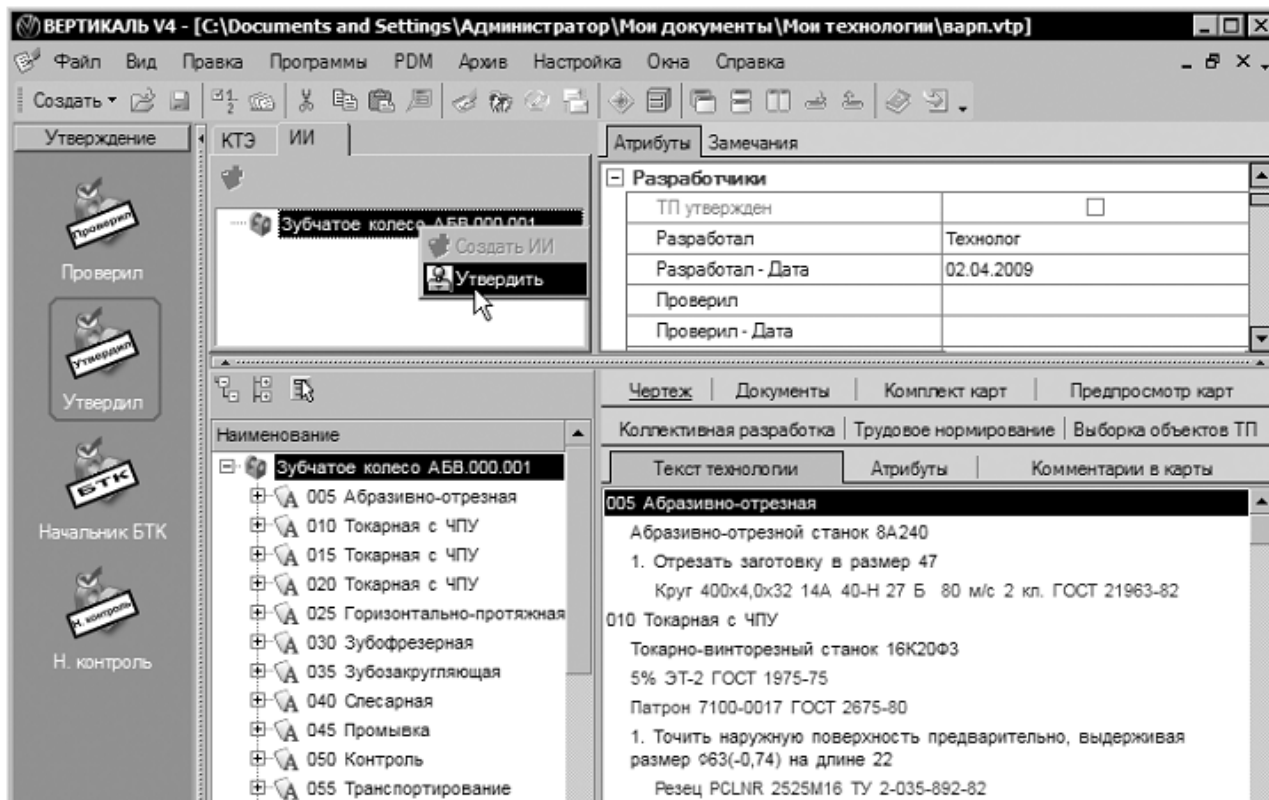 ВЕРТИКАЛЬ V4 - [C:\Documents and Settings\Администратор\Мои документы\Мои технологии\варп.vtp]
Файл Вид Правка Программы PDM Архив Настройка Окна Справка
Создать
Утверждение
Проверил
Проверил
Утвердил
Утвердил
БТК
Начальник БТК
Н. контроль
Н. контроль
КТЭ ИИ
Зубчатое колесо АБВ.000.001
Создать ИИ
Утвердить
Атрибуты Замечания
Разработчики
ТП утвержден
Разработал Технолог
Разработал - Дата 02.04.2009
Проверил
Проверил - Дата
Наименование
Зубчатое колесо АБВ.000.001
005 Абразивно-отрезная
010 Токарная с ЧПУ
015 Токарная с ЧПУ
020 Токарная с ЧПУ
025 Горизонтально-протяжная
030 Зубофрезерная
035 Зубозакругляющая
040 Слесарная
045 Промывка
050 Контроль
055 Транспортирование
Чертеж Документы Комплект карт Предпросмотр карт
Коллективная разработка Трудовое нормирование Выборка объектов ТП
Текст технологии Атрибуты Комментарии в карты
005 Абразивно-отрезная
Абразивно-отрезной станок 8А240
1. Отрезать заготовку в размер 47
Круг 400х4,0х32 14А 40-Н 27 Б 80 м/с 2 кл. ГОСТ 21963-82
010 Токарная с ЧПУ
Токарно-винторезный станок 16К20Ф3
5% ЭТ-2 ГОСТ 1975-75
Патрон 7100-0017 ГОСТ 2675-80
1. Точить наружную поверхность предварительно, выдерживая
размер ¢63(-0,74) на длине 22
Резец PCLNR 2525M16 ТУ 2-035-892-82